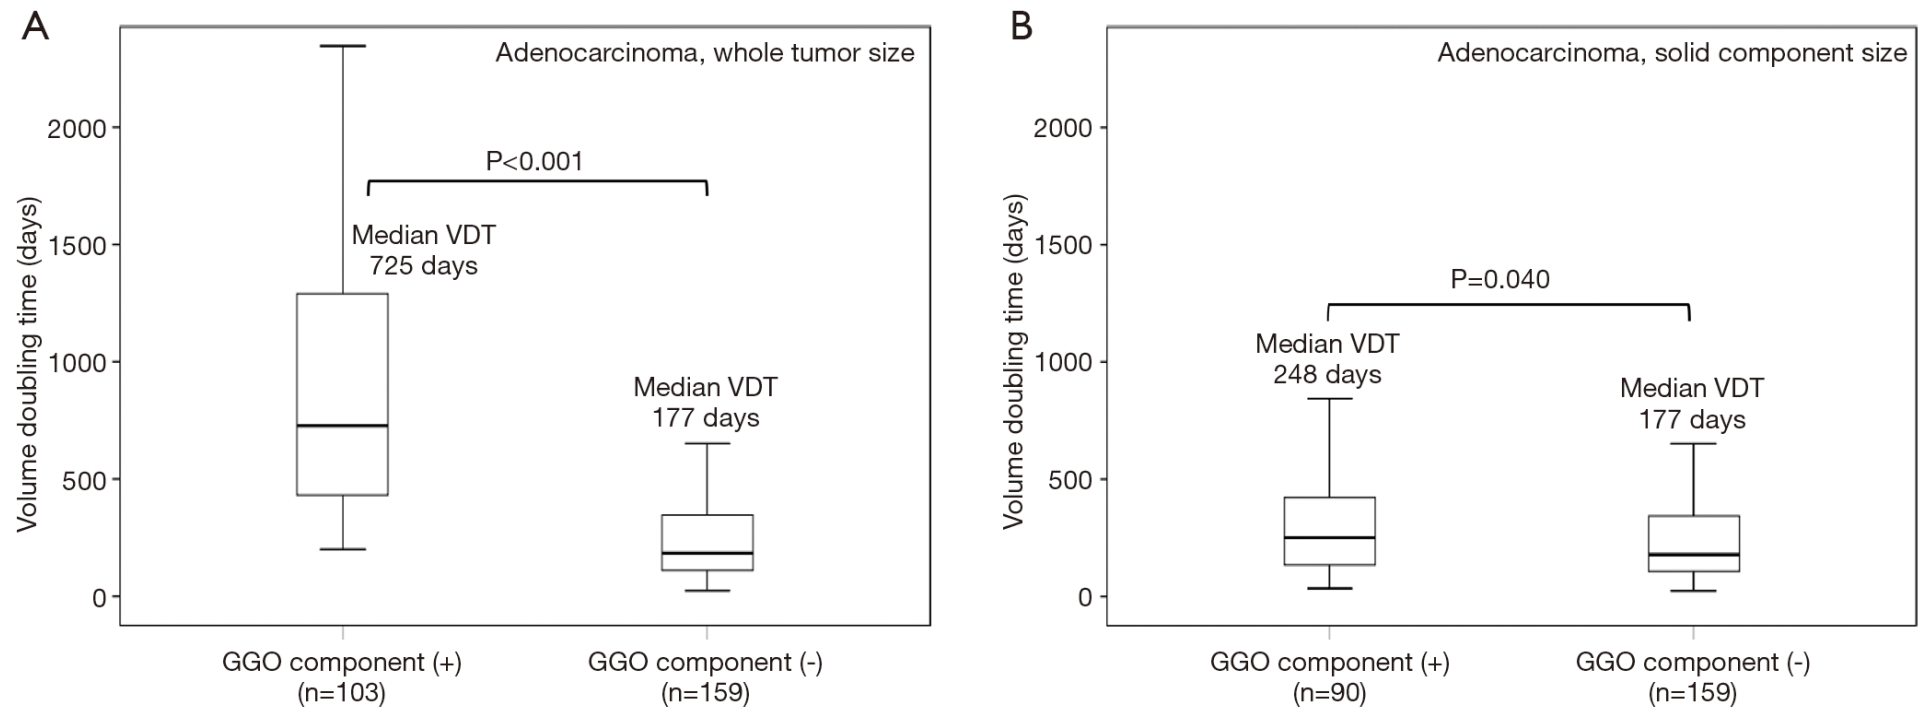 A
Adenocarcinoma, whole tumor size
Volume doubling time (days)
2000
1500
1000
500
0
P<0.001
Median VDT
725 days
Median VDT
177 days
GGO component (+)
(n=103)
GGO component (-)
(n=159)
B
Adenocarcinoma, solid component size
Volume doubling time (days)
2000
1500
1000
500
0
P=0.040
Median VDT
248 days
Median VDT
177 days
GGO component (+)
(n=90)
GGO component (-)
(n=159)